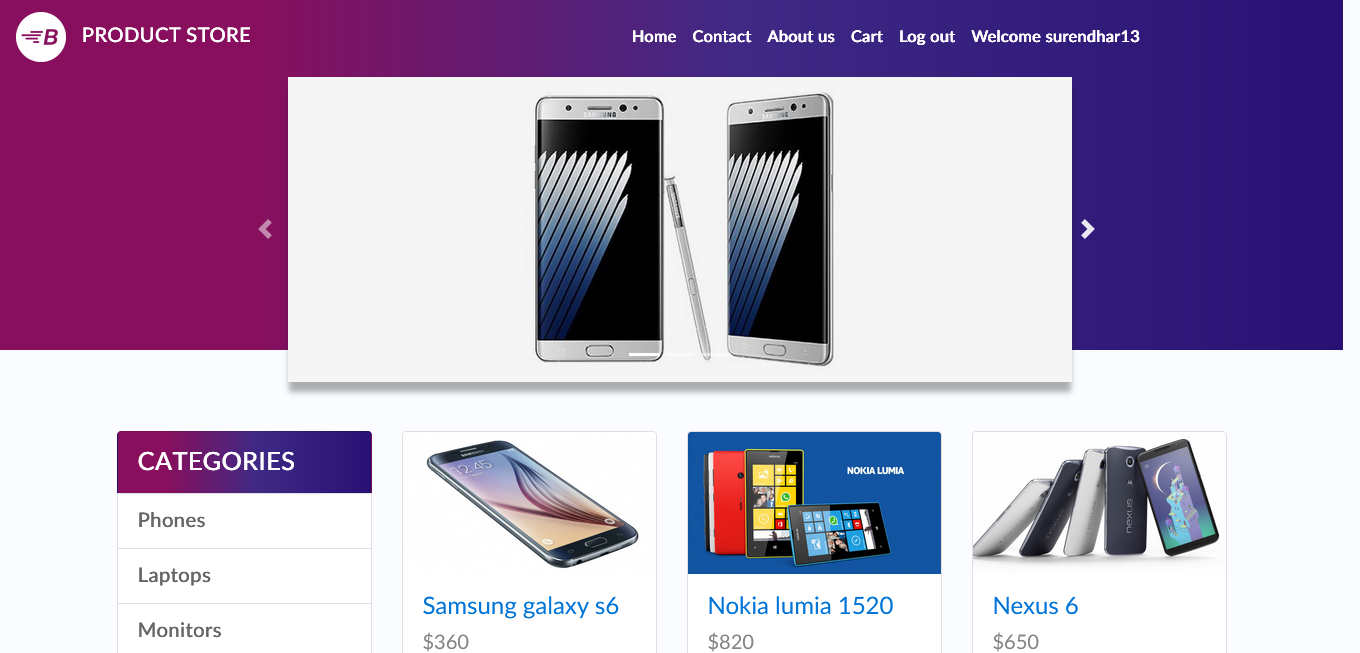 B PRODUCT STORE
Home Contact About us Cart Log out Welcome surendhar13
SAMSUNG SAMSUNG
CATEGORIES
Phones
Laptops
Monitors
SAMSUNG
12:45
Samsung galaxy s6
$360
NOKIA LUMIA
Nokia lumia 1520
$820
nexus
Nexus 6
$650